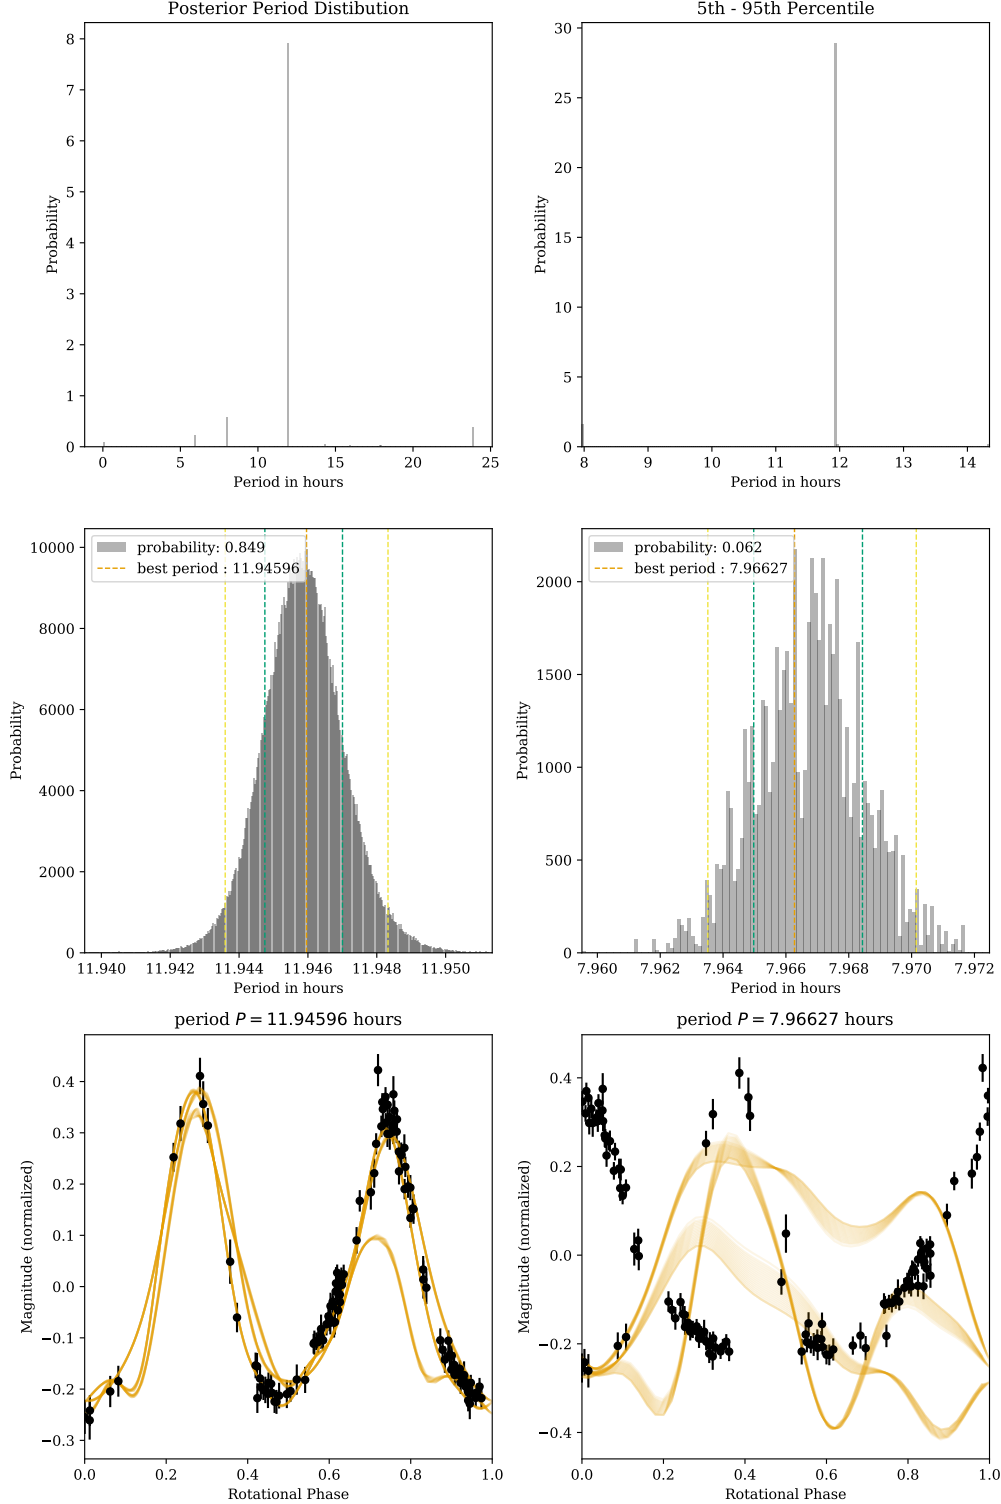 Posterior Period Distibution
5th - 95th Percentile
8
7
6
5
4
3
2
1
0
Probability
0 5 10 15 20 25
Period in hours
30
25
20
15
10
5
0
Probability
8 9 10 11 12 13 14
Period in hours
probability: 0.849
best period : 11.94596
10000
8000
6000
4000
2000
0
Probability
11.940 11.942 11.944 11.946 11.948 11.950
Period in hours
probability: 0.062
best period : 7.96627
2000
1500
1000
500
0
Probability
7.960 7.962 7.964 7.966 7.968 7.970 7.972
Period in hours
period P = 11.94596 hours
0.4
0.3
0.2
0.1
0.0
−0.1
−0.2
−0.3
Magnitude (normalized)
0.0 0.2 0.4 0.6 0.8 1.0
Rotational Phase
period P = 7.96627 hours
0.4
0.2
0.0
−0.2
−0.4
Magnitude (normalized)
0.0 0.2 0.4 0.6 0.8 1.0
Rotational Phase